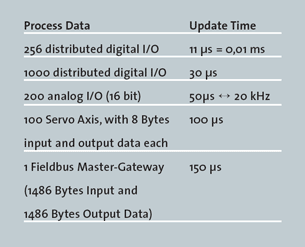 Process Data Update Time
256 distributed digital I/O 11 µs = 0,01 ms
1000 distributed digital I/O 30 µs
200 analog I/O (16 bit) 50µs ↔ 20 kHz
100 Servo Axis, with 8 Bytes 100 µs
input and output data each
1 Fieldbus Master-Gateway 150 µs
(1486 Bytes Input and
1486 Bytes Output Data)